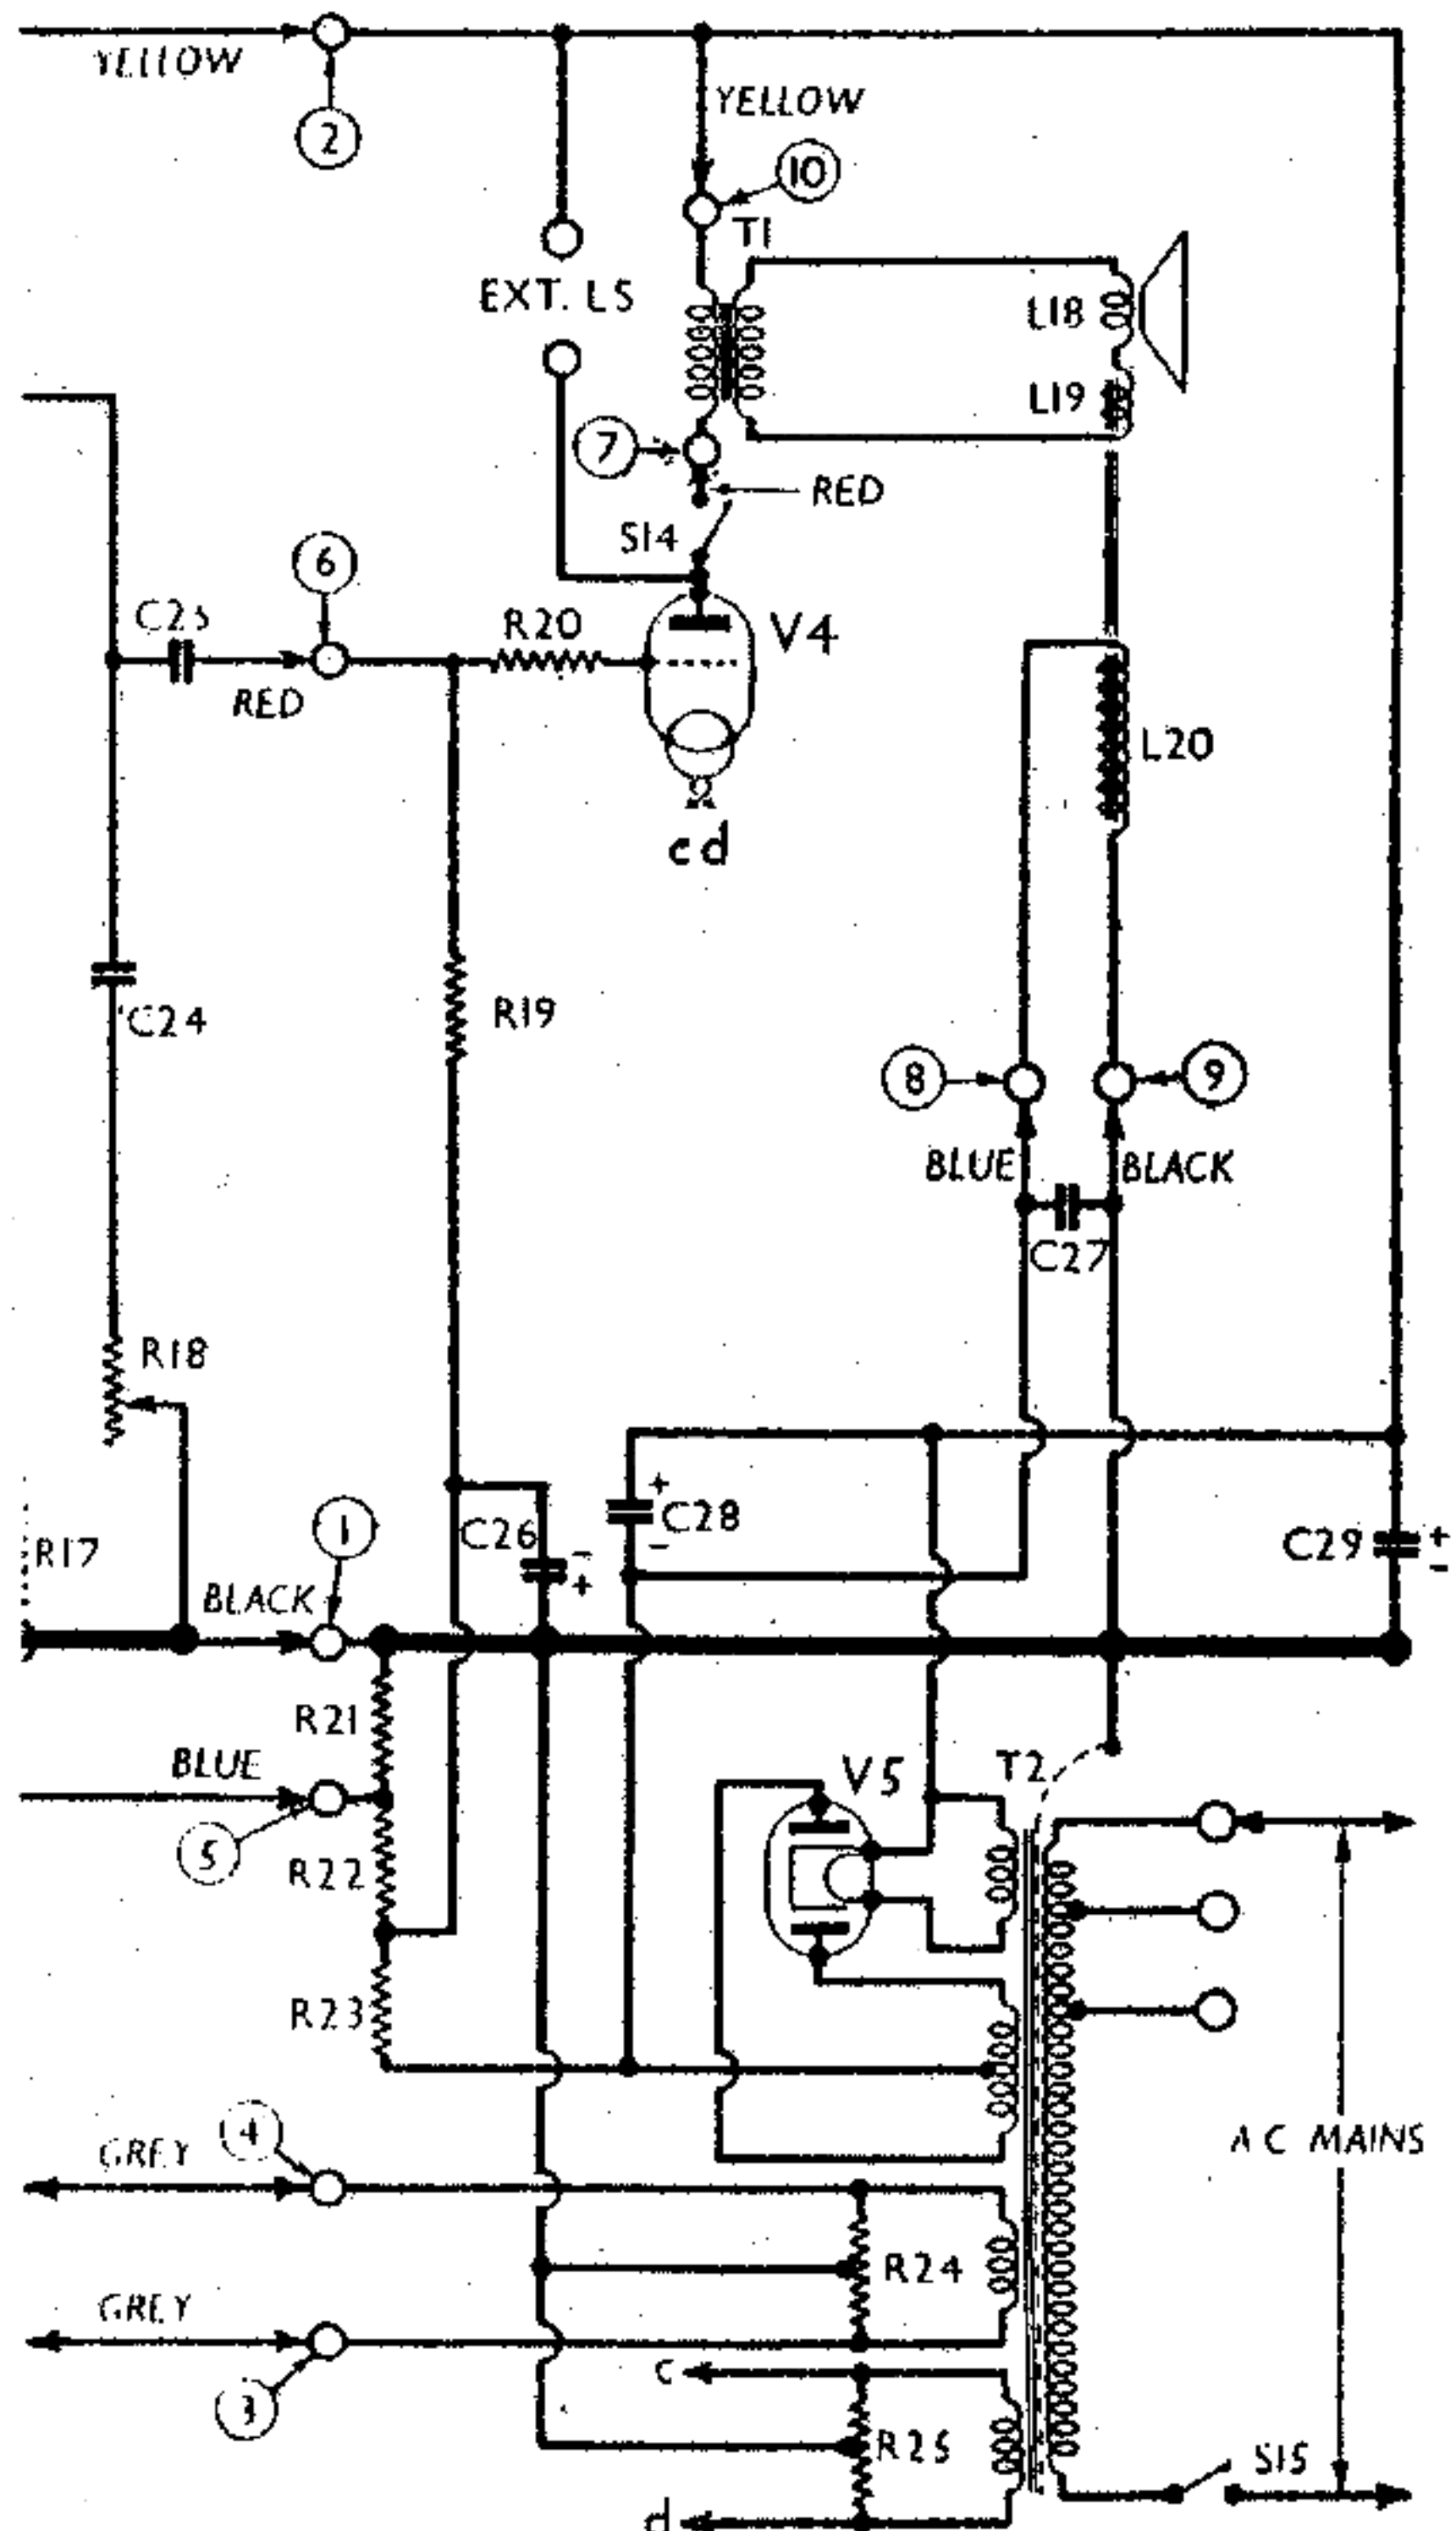 YELLOW
2
YELLOW
10
T1
EXT. LS
L18
L19
7
RED
S14
6
C23
R20
V4
RED
L20
cd
C24
R19
8
9
BLUE
BLACK
C27
R18
1
C26
-
+
+
C28
-
C29
+
-
R17
BLACK
R21
BLUE
V5
T2
5
R22
R23
4
GREY
A C MAINS
R24
GREY
3
c
R25
S15
d